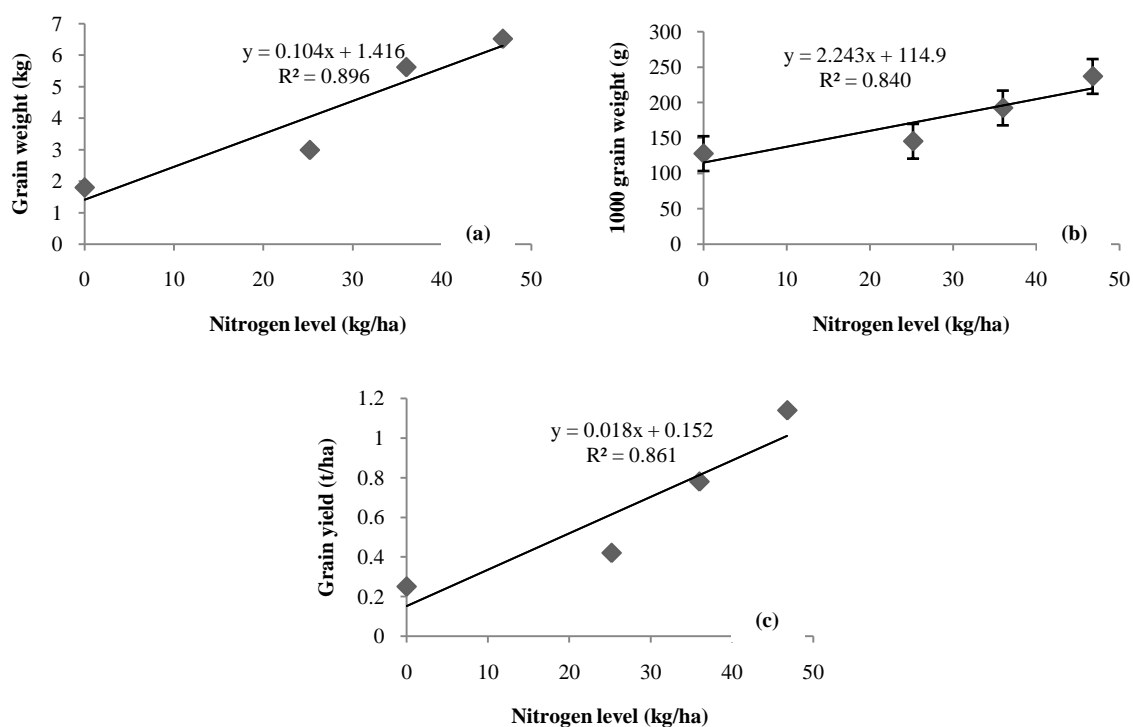 Grain weight (kg)
7
6
5
4
3
2
1
0
y = 0.104x + 1.416
R² = 0.896
(a)
0 10 20 30 40 50
Nitrogen level (kg/ha)
1000 grain weight (g)
300
250
200
150
100
50
0
y = 2.243x + 114.9
R² = 0.840
(b)
0 10 20 30 40 50
Nitrogen level (kg/ha)
Grain yield (t/ha)
1.2
1
0.8
0.6
0.4
0.2
0
y = 0.018x + 0.152
R² = 0.861
(c)
0 10 20 30 40 50
Nitrogen level (kg/ha)